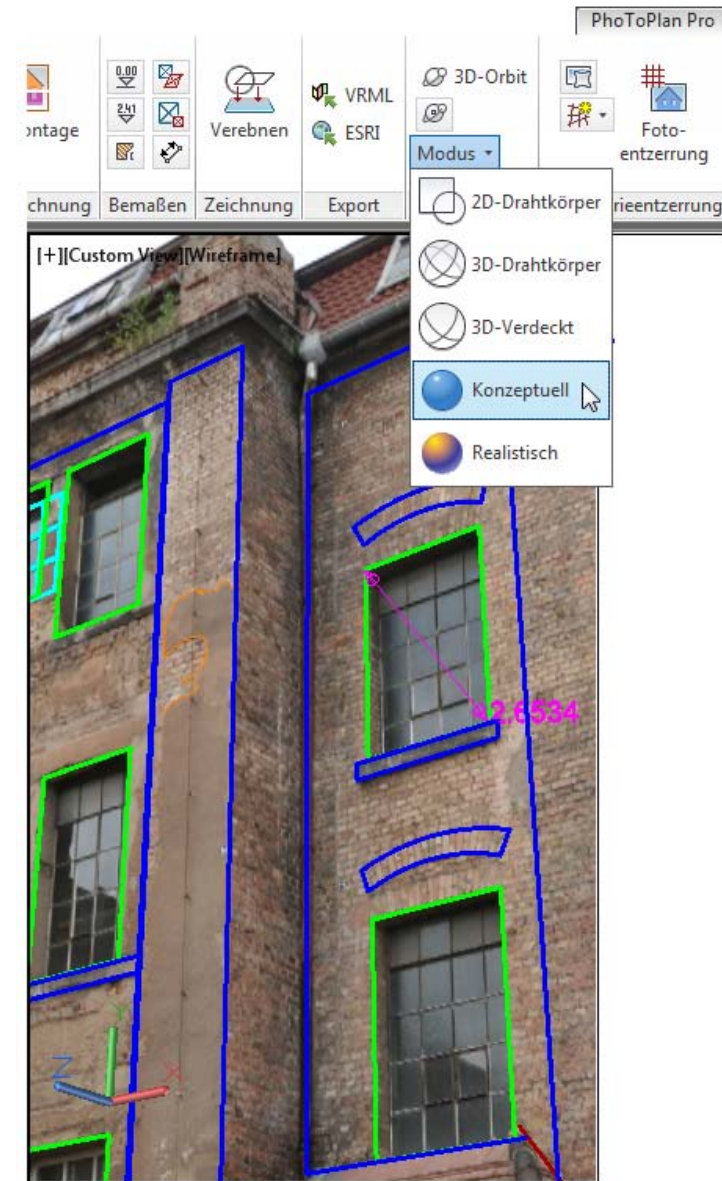 PhoToPlan Pro
0.00
2.41
ontage
Verebnen
VRML
ESRI
3D-Orbit
Modus
Foto-
entzerrung
chnung
Bemaßen
Zeichnung
Export
rieentzerrung
2D-Drahtkörper
3D-Drahtkörper
3D-Verdeckt
Konzeptuell
Realistisch
[+][Custom View][Wireframe]
2.6534
Y
Z
X